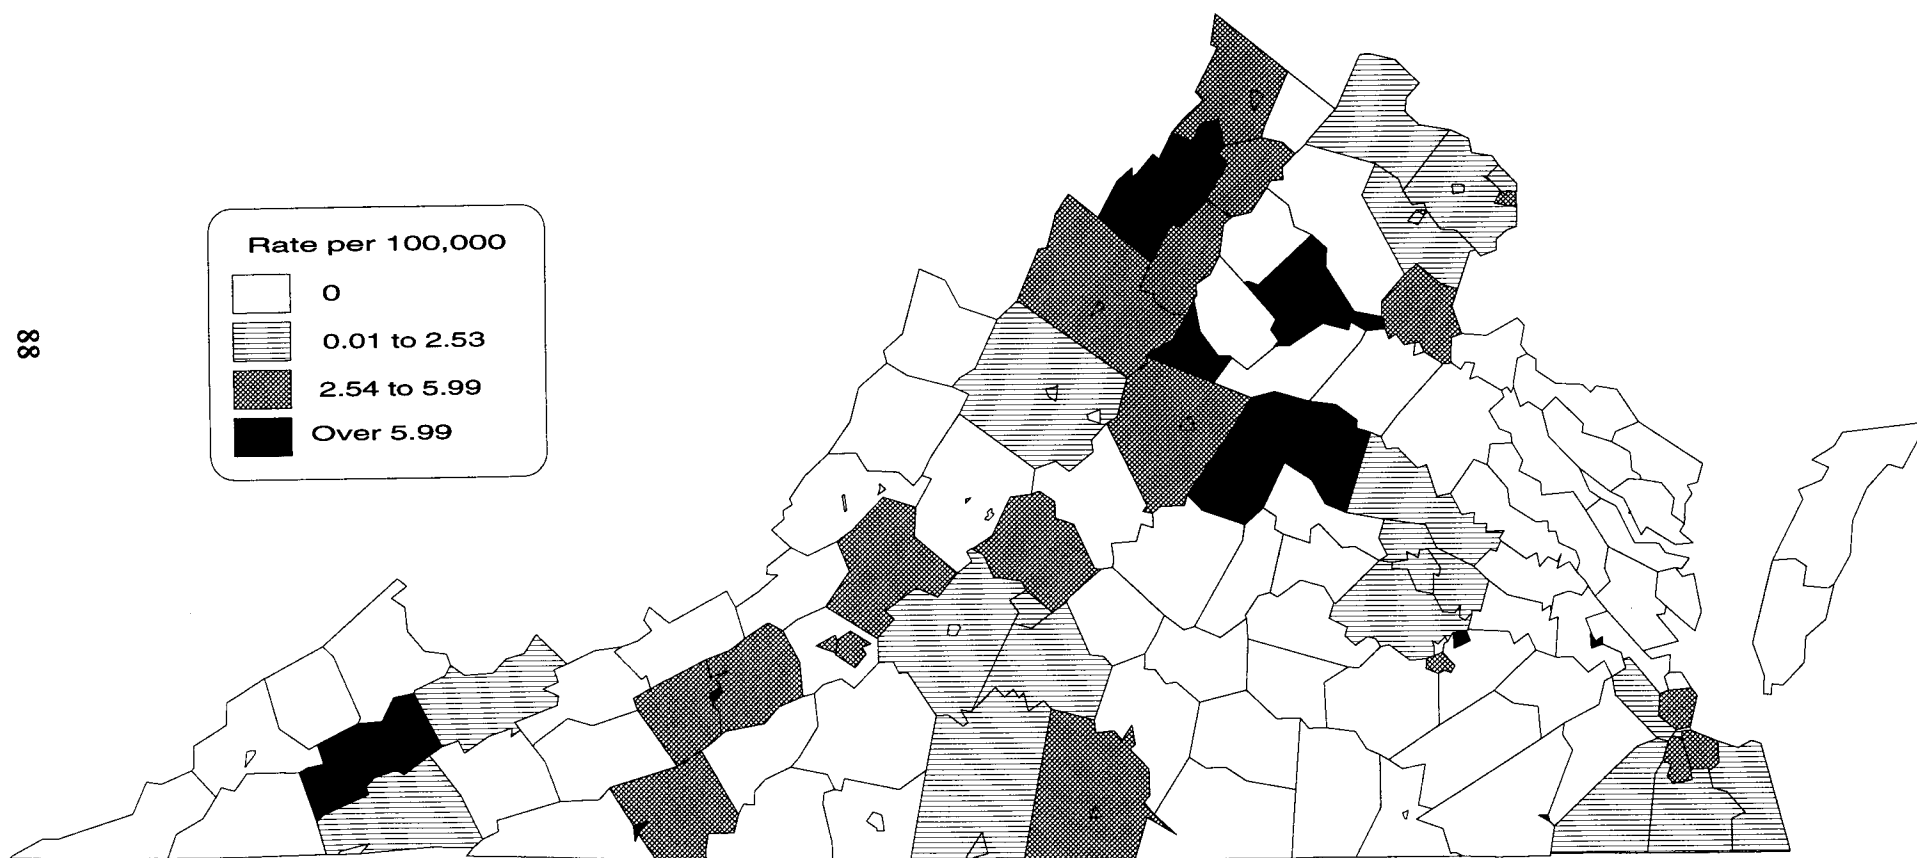 88
Rate per 100,000
0
0.01 to 2.53
2.54 to 5.99
Over 5.99